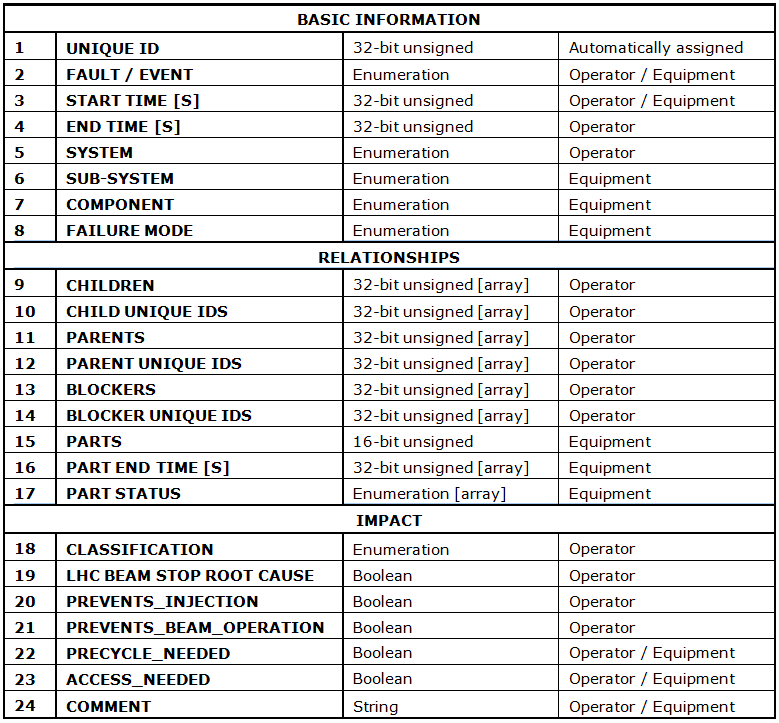 BASIC INFORMATION
1 UNIQUE ID 32-bit unsigned Automatically assigned
2 FAULT / EVENT Enumeration Operator / Equipment
3 START TIME [S] 32-bit unsigned Operator / Equipment
4 END TIME [S] 32-bit unsigned Operator
5 SYSTEM Enumeration Operator
6 SUB-SYSTEM Enumeration Equipment
7 COMPONENT Enumeration Equipment
8 FAILURE MODE Enumeration Equipment
RELATIONSHIPS
9 CHILDREN 32-bit unsigned [array] Operator
10 CHILD UNIQUE IDS 32-bit unsigned [array] Operator
11 PARENTS 32-bit unsigned [array] Operator
12 PARENT UNIQUE IDS 32-bit unsigned [array] Operator
13 BLOCKERS 32-bit unsigned [array] Operator
14 BLOCKER UNIQUE IDS 32-bit unsigned [array] Operator
15 PARTS 16-bit unsigned Equipment
16 PART END TIME [S] 32-bit unsigned [array] Equipment
17 PART STATUS Enumeration [array] Equipment
IMPACT
18 CLASSIFICATION Enumeration Operator
19 LHC BEAM STOP ROOT CAUSE Boolean Operator
20 PREVENTS_INJECTION Boolean Operator
21 PREVENTS_BEAM_OPERATION Boolean Operator
22 PRECYCLE_NEEDED Boolean Operator / Equipment
23 ACCESS_NEEDED Boolean Operator / Equipment
24 COMMENT String Operator / Equipment